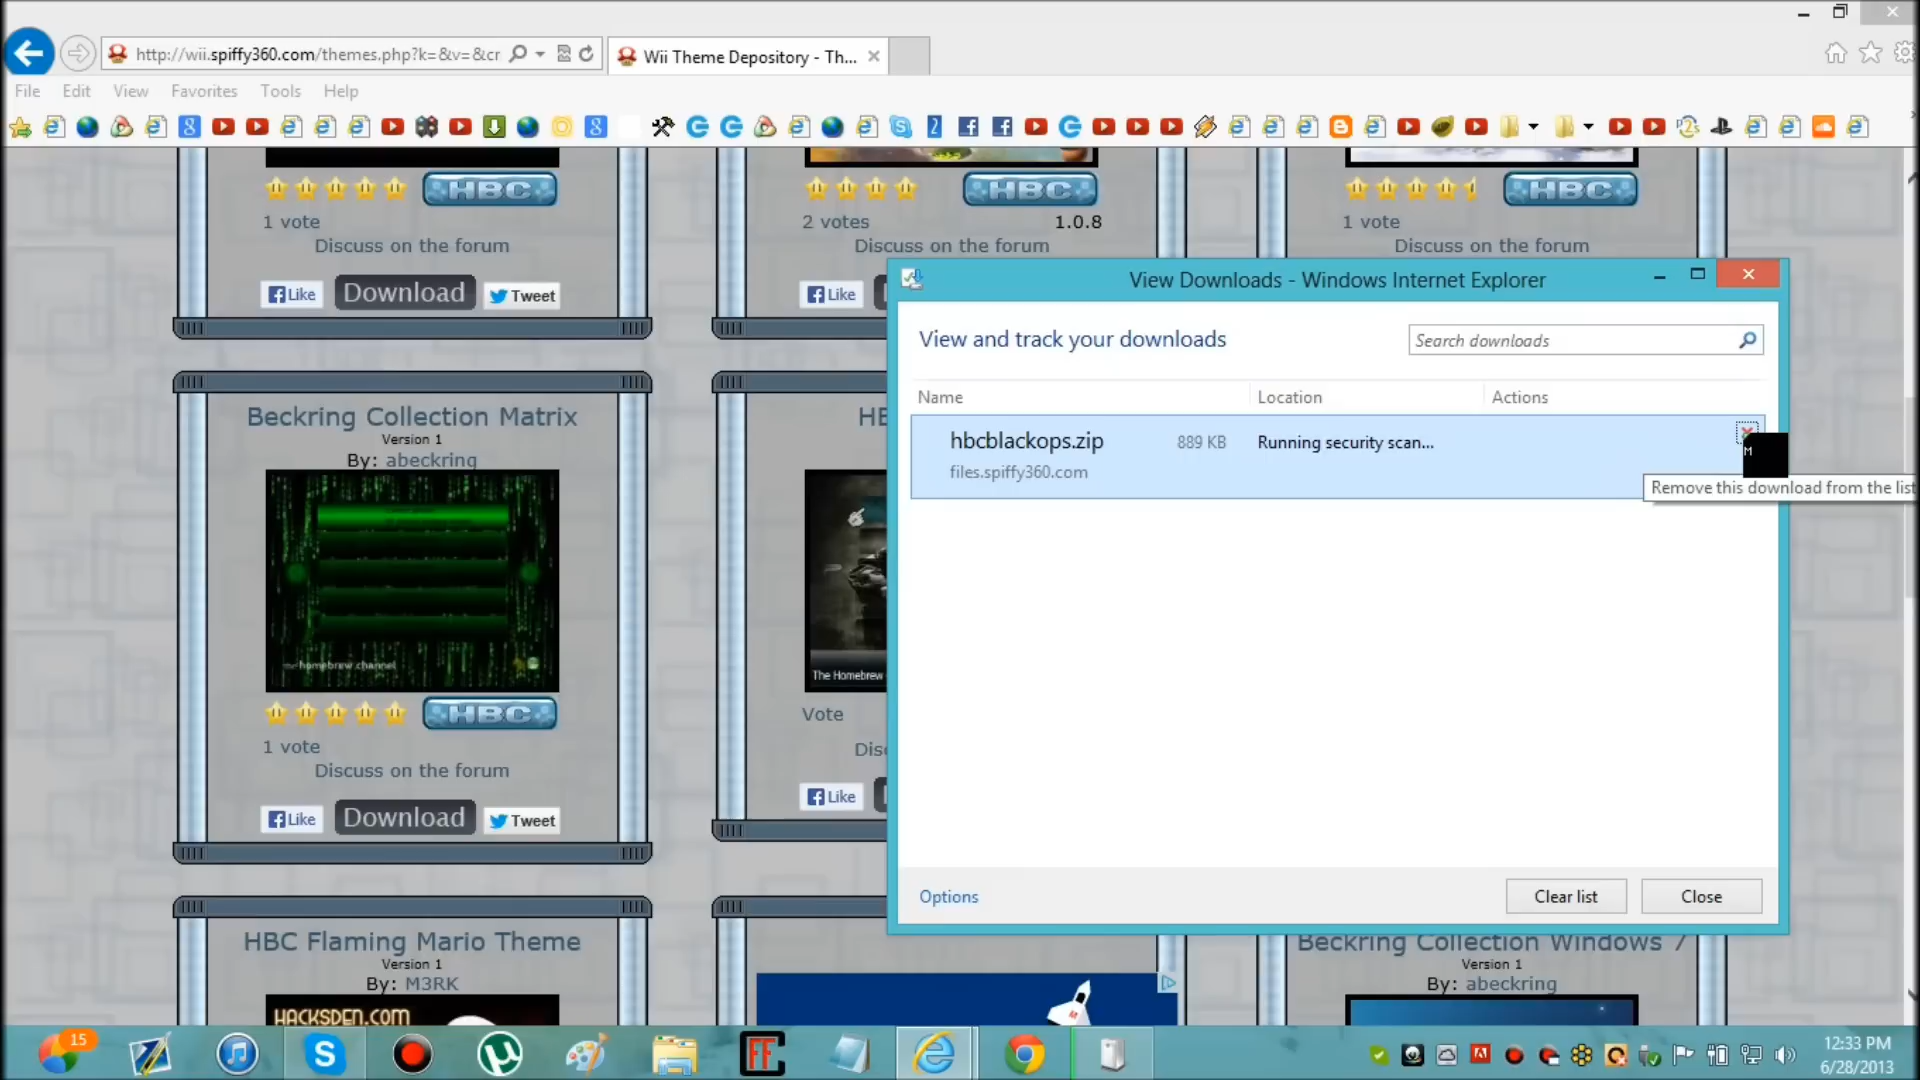 http://wii.spiffy360.com/themes.php?k=&v=&cr
Wii Theme Depository - Th...
File Edit View Favorites Tools Help
HBC
1 vote
Discuss on the forum
Like
Download
Tweet
HBC
2 votes
1.0.8
Discuss on the forum
Like
HBC
1 vote
Discuss on the forum
Beckring Collection Matrix
Version 1
By: abeckring
homebrew channel
HBC
1 vote
Discuss on the forum
Like
Download
Tweet
The Homebrew
Vote
Like
View Downloads - Windows Internet Explorer
View and track your downloads
Search downloads
Name Location Actions
hbcblackops.zip 889 KB Running security scan...
files.spiffy360.com
M
Remove this download from the list
Options
Clear list
Close
HBC Flaming Mario Theme
Version 1
By: M3RK
HACKSDEN.COM
Beckring Collection Windows 7
Version 1
By: abeckring
15
FF
12:33 PM
6/28/2013